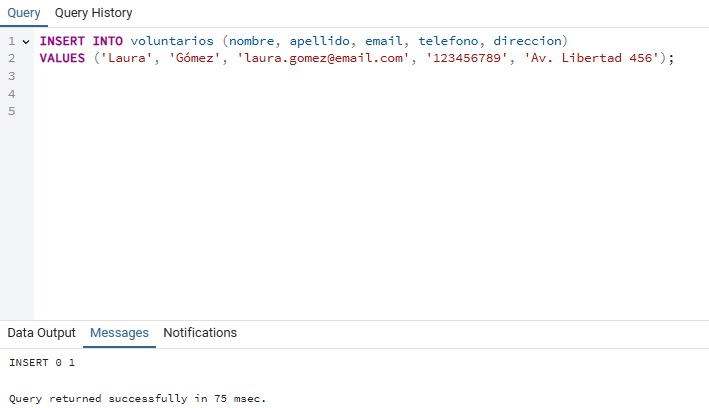 Query Query History
1 INSERT INTO voluntarios (nombre, apellido, email, telefono, direccion)
2 VALUES ('Laura', 'Gómez', 'laura.gomez@email.com', '123456789', 'Av. Libertad 456');
3
4
5
Data Output Messages Notifications
INSERT 0 1
Query returned successfully in 75 msec.